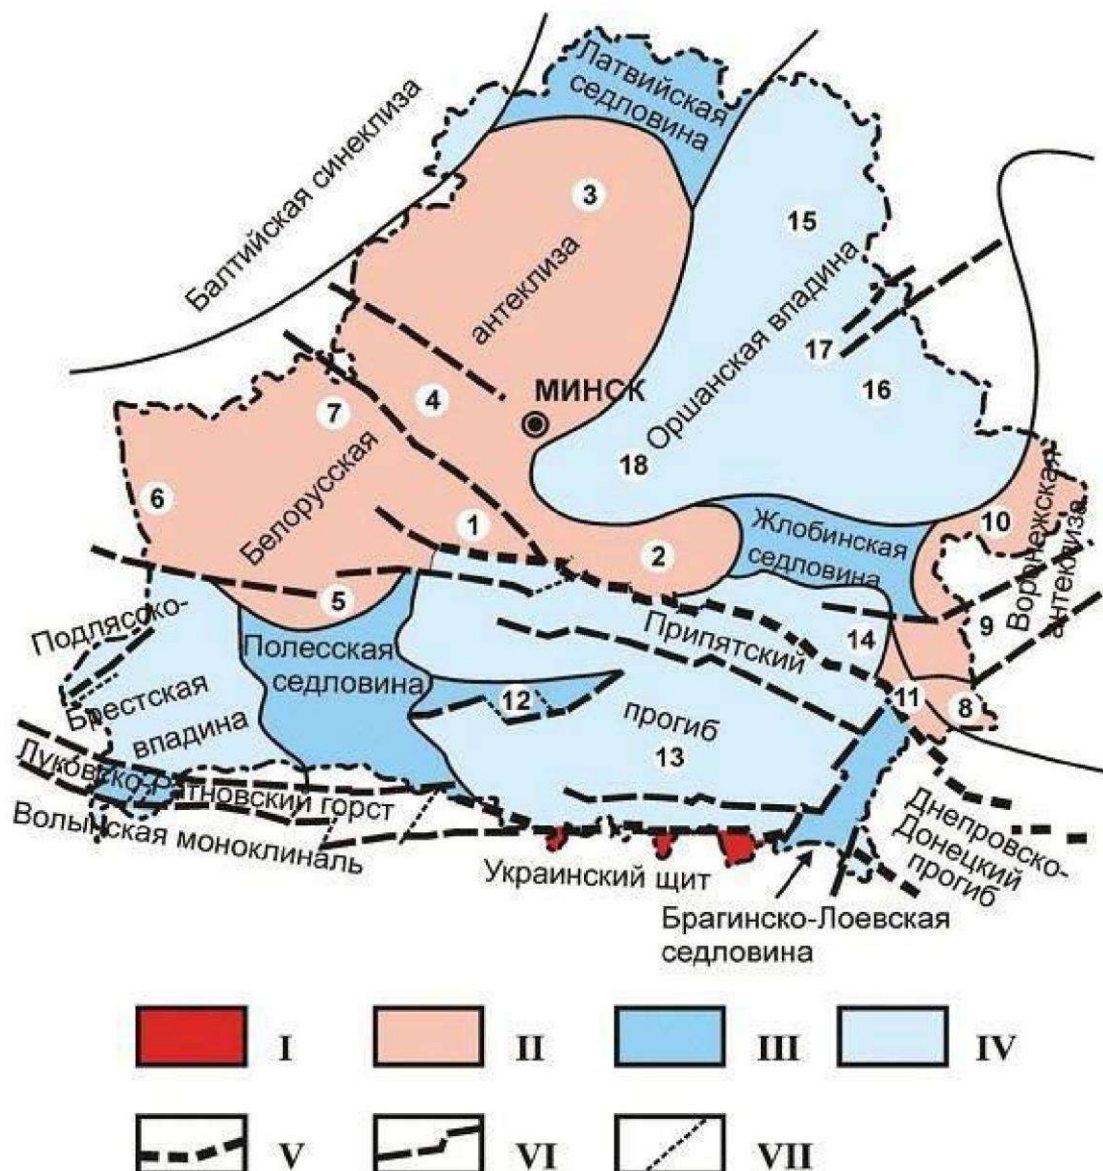 Латвийская
седловина
Балтийская синеклиза
3
15
антеклиза
Оршанская впадина
17
МИНСК
4
16
7
18
Белорусская
6
1
Жлобинская
седловина
10
Воронежская
антеклиза
2
5
9
Подлясско-
Брестская
впадина
Полесская
седловина
Припятский
прогиб
14
12
11
8
13
Луковско-Ратновский горст
Волынская моноклиналь
Украинский щит
Днепровско-
Донецкий
прогиб
Брагинско-Лоевская
седловина
I
II
III
IV
V
VI
VII